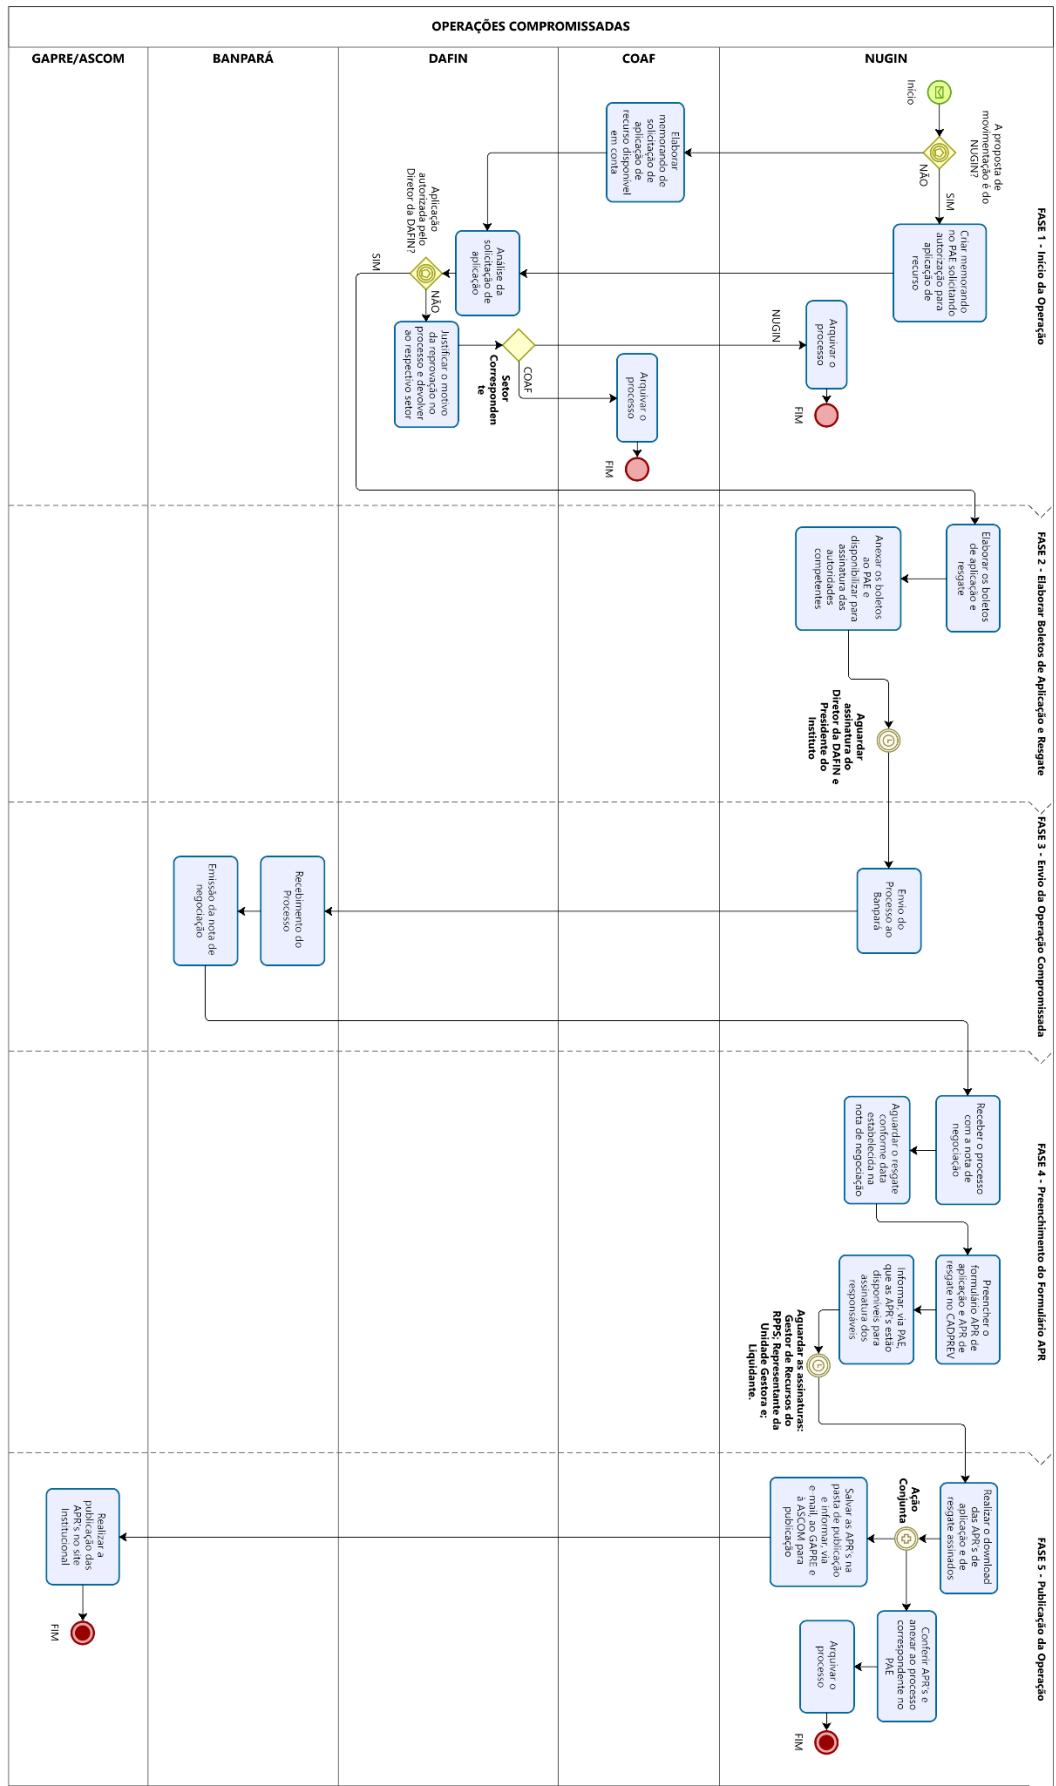 OPERAÇÕES COMPROMISSADAS
GAPRE/ASCOM
BANPARÁ
DAFIN
COAF
NUGIN
FASE 1 - Início da Operação
Início
A proposta de
movimentação é do
NUGIN?
NÃO
SIM
Criar memorando
no PAE solicitando
autorização para
aplicação de
recurso
Elaborar
memorando de
solicitação de
aplicação de
recurso disponível
em conta
Análise da
solicitação de
aplicação
Aplicação
autorizada pelo
Diretor da DAFIN?
SIM
NÃO
Justificar o motivo
da reprovação no
processo e devolver
ao respectivo setor
Setor
Corresponden
te
NUGIN
COAF
Arquivar o
processo
FIM
Arquivar o
processo
FIM
FASE 2 - Elaborar Boletos de Aplicação e Resgate
Elaborar os boletos
de aplicação e
resgate
Anexar os boletos
ao PAE e
disponibilizar para
assinatura das
autoridades
competentes
Aguardar
assinatura do
Diretor da DAFIN e
Presidente do
Instituto
FASE 3 - Envio da Operação Compromissada
Envio do
Processo ao
Banpará
Recebimento do
Processo
Emissão da nota de
negociação
FASE 4 - Preenchimento do Formulário APR
Receber o processo
com a nota de
negociação
Aguardar o resgate
conforme data
estabelecida na
nota de negociação
Preencher o
formulário APR de
aplicação e APR de
resgate no CADPREV
Informar, via PAE,
que as APR's estão
disponíveis para
assinatura dos
responsáveis
Aguardar as assinaturas:
Gestor de Recursos do
RPPS; Representante da
Unidade Gestora e;
Liquidante.
FASE 5 - Publicação da Operação
Realizar o download
das APR's de
aplicação e de
resgate assinados
Ação
Conjunta
Salvar as APR's na
pasta de publicação
e informar, via
e-mail, ao GAPRE e
à ASCOM para
publicação
Conferir APR's e
anexar ao processo
correspondente no
PAE
Arquivar o
processo
FIM
Realizar a
publicação das
APR's no site
Institucional
FIM